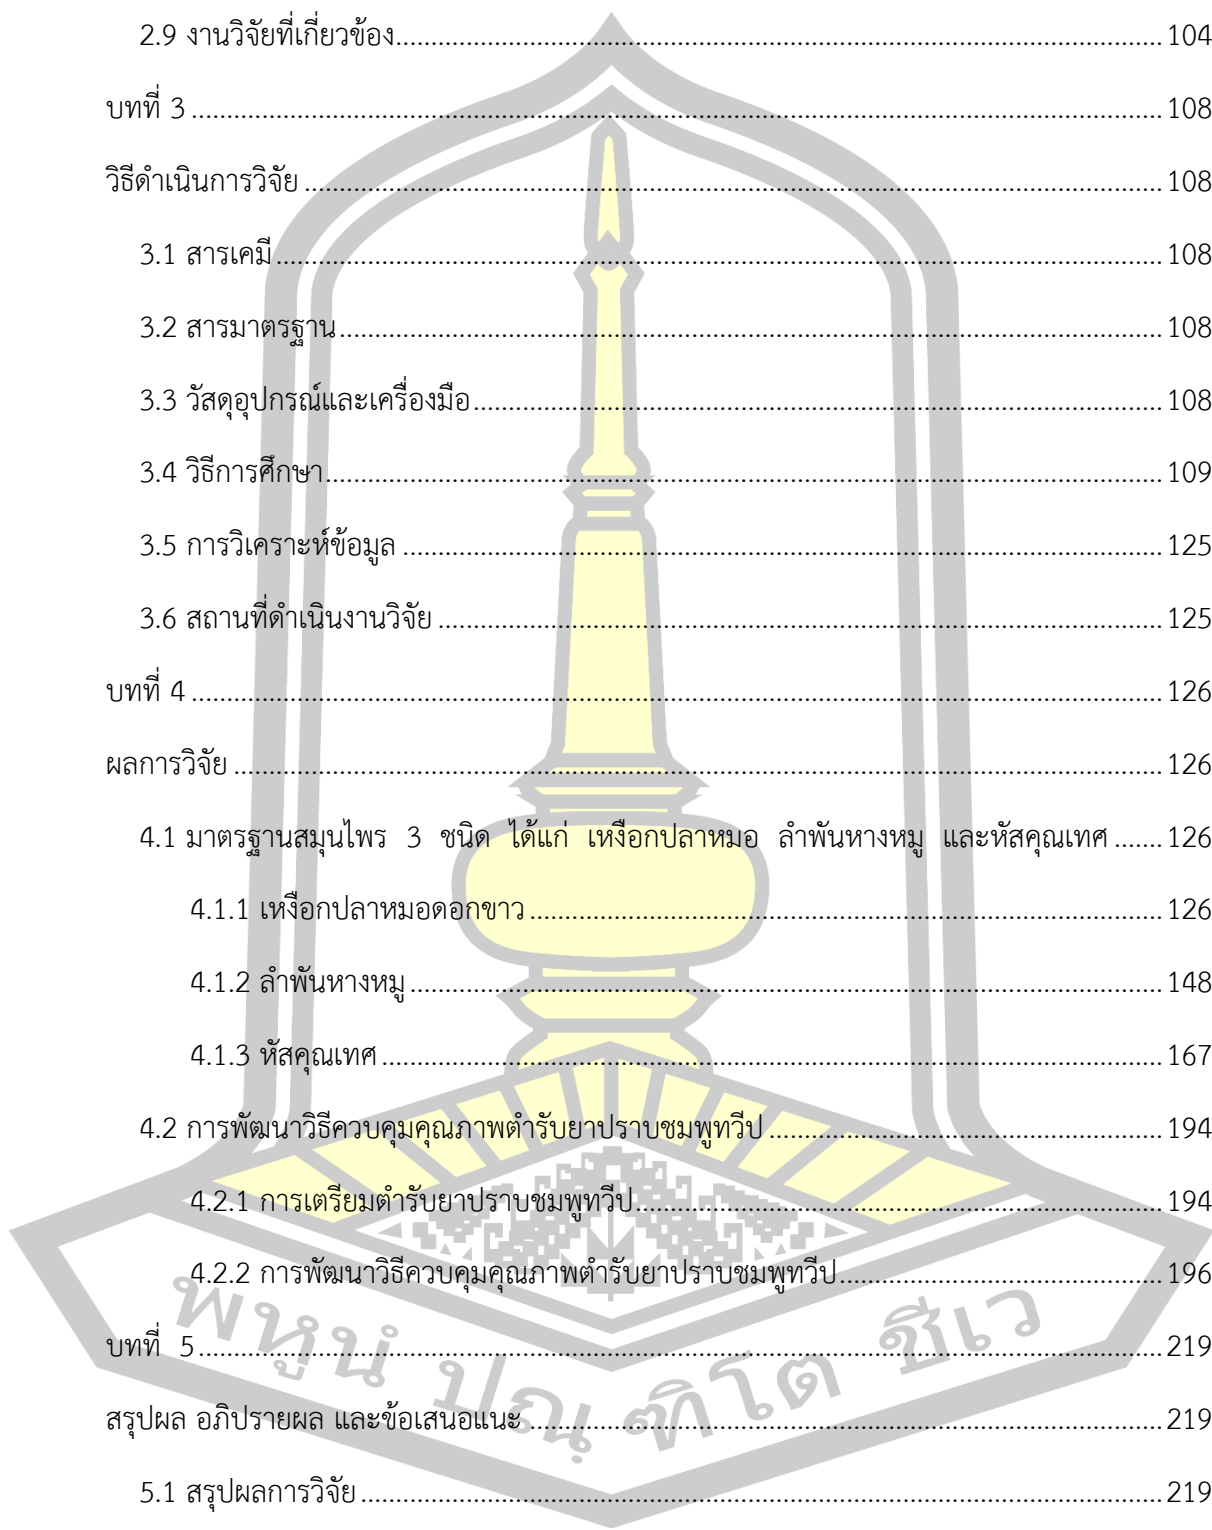 2.9 งานวิจัยที่เกี่ยวข้อง 104
บทที่ 3 108
วิธีดำเนินการวิจัย 108
3.1 สารเคมี 108
3.2 สารมาตรฐาน 108
3.3 วัสดุอุปกรณ์และเครื่องมือ 108
3.4 วิธีการศึกษา 109
3.5 การวิเคราะห์ข้อมูล 125
3.6 สถานที่ดำเนินงานวิจัย 125
บทที่ 4 126
ผลการวิจัย 126
4.1 มาตรฐานสมุนไพร 3 ชนิด ได้แก่ เหงือกปลาหมอ ลำพันหางหมู และหัสคุณเทศ 126
4.1.1 เหงือกปลาหมอดอกขาว 126
4.1.2 ลำพันหางหมู 148
4.1.3 หัสคุณเทศ 167
4.2 การพัฒนาวิธีควบคุมคุณภาพตำรับยาปราบชมพูทวีป 194
4.2.1 การเตรียมตำรับยาปราบชมพูทวีป 194
4.2.2 การพัฒนาวิธีควบคุมคุณภาพตำรับยาปราบชมพูทวีป 196
บทที่ 5 219
สรุปผล อภิปรายผล และข้อเสนอแนะ 219
5.1 สรุปผลการวิจัย 219
พหูนํ ปณฺฑิโต ชีเว